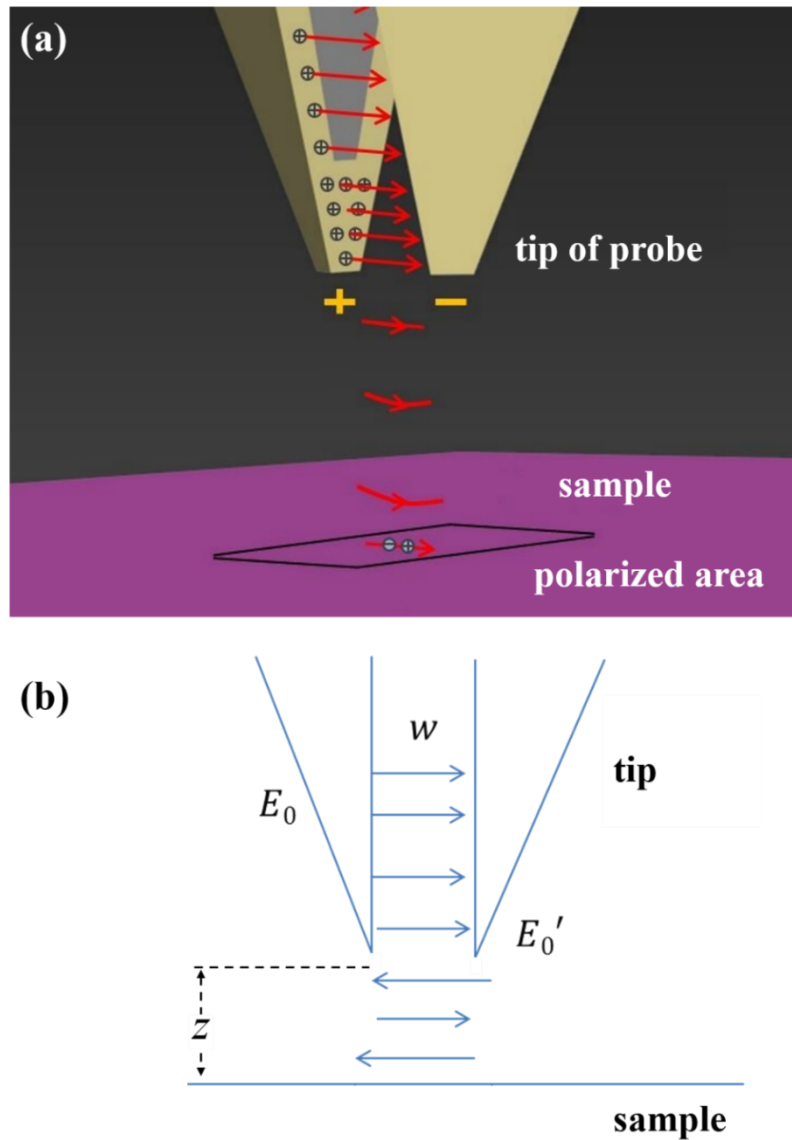 (a)
tip of probe
+ −
sample
polarized area
(b)
w
tip
E₀
E₀′
z
sample